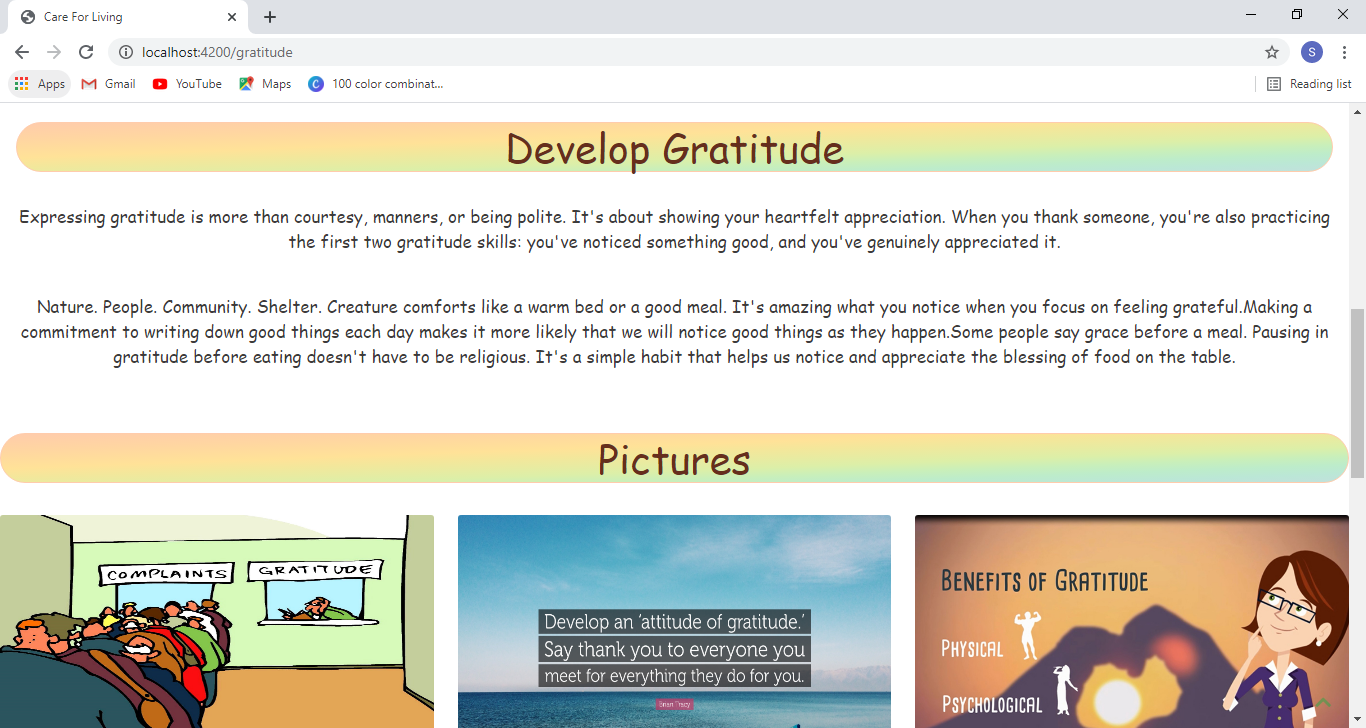 Care For Living
localhost:4200/gratitude
S
Apps
Gmail
YouTube
Maps
100 color combinat...
Reading list
Develop Gratitude
Expressing gratitude is more than courtesy, manners, or being polite. It's about showing your heartfelt appreciation. When you thank someone, you're also practicing
the first two gratitude skills: you've noticed something good, and you've genuinely appreciated it.
Nature. People. Community. Shelter. Creature comforts like a warm bed or a good meal. It's amazing what you notice when you focus on feeling grateful.Making a
commitment to writing down good things each day makes it more likely that we will notice good things as they happen.Some people say grace before a meal. Pausing in
gratitude before eating doesn't have to be religious. It's a simple habit that helps us notice and appreciate the blessing of food on the table.
Pictures
COMPLAINTS
GRATITUDE
Develop an 'attitude of gratitude.'
Say thank you to everyone you
meet for everything they do for you.
Brian Tracy
BENEFITS OF GRATITUDE
PHYSICAL
PSYCHOLOGICAL